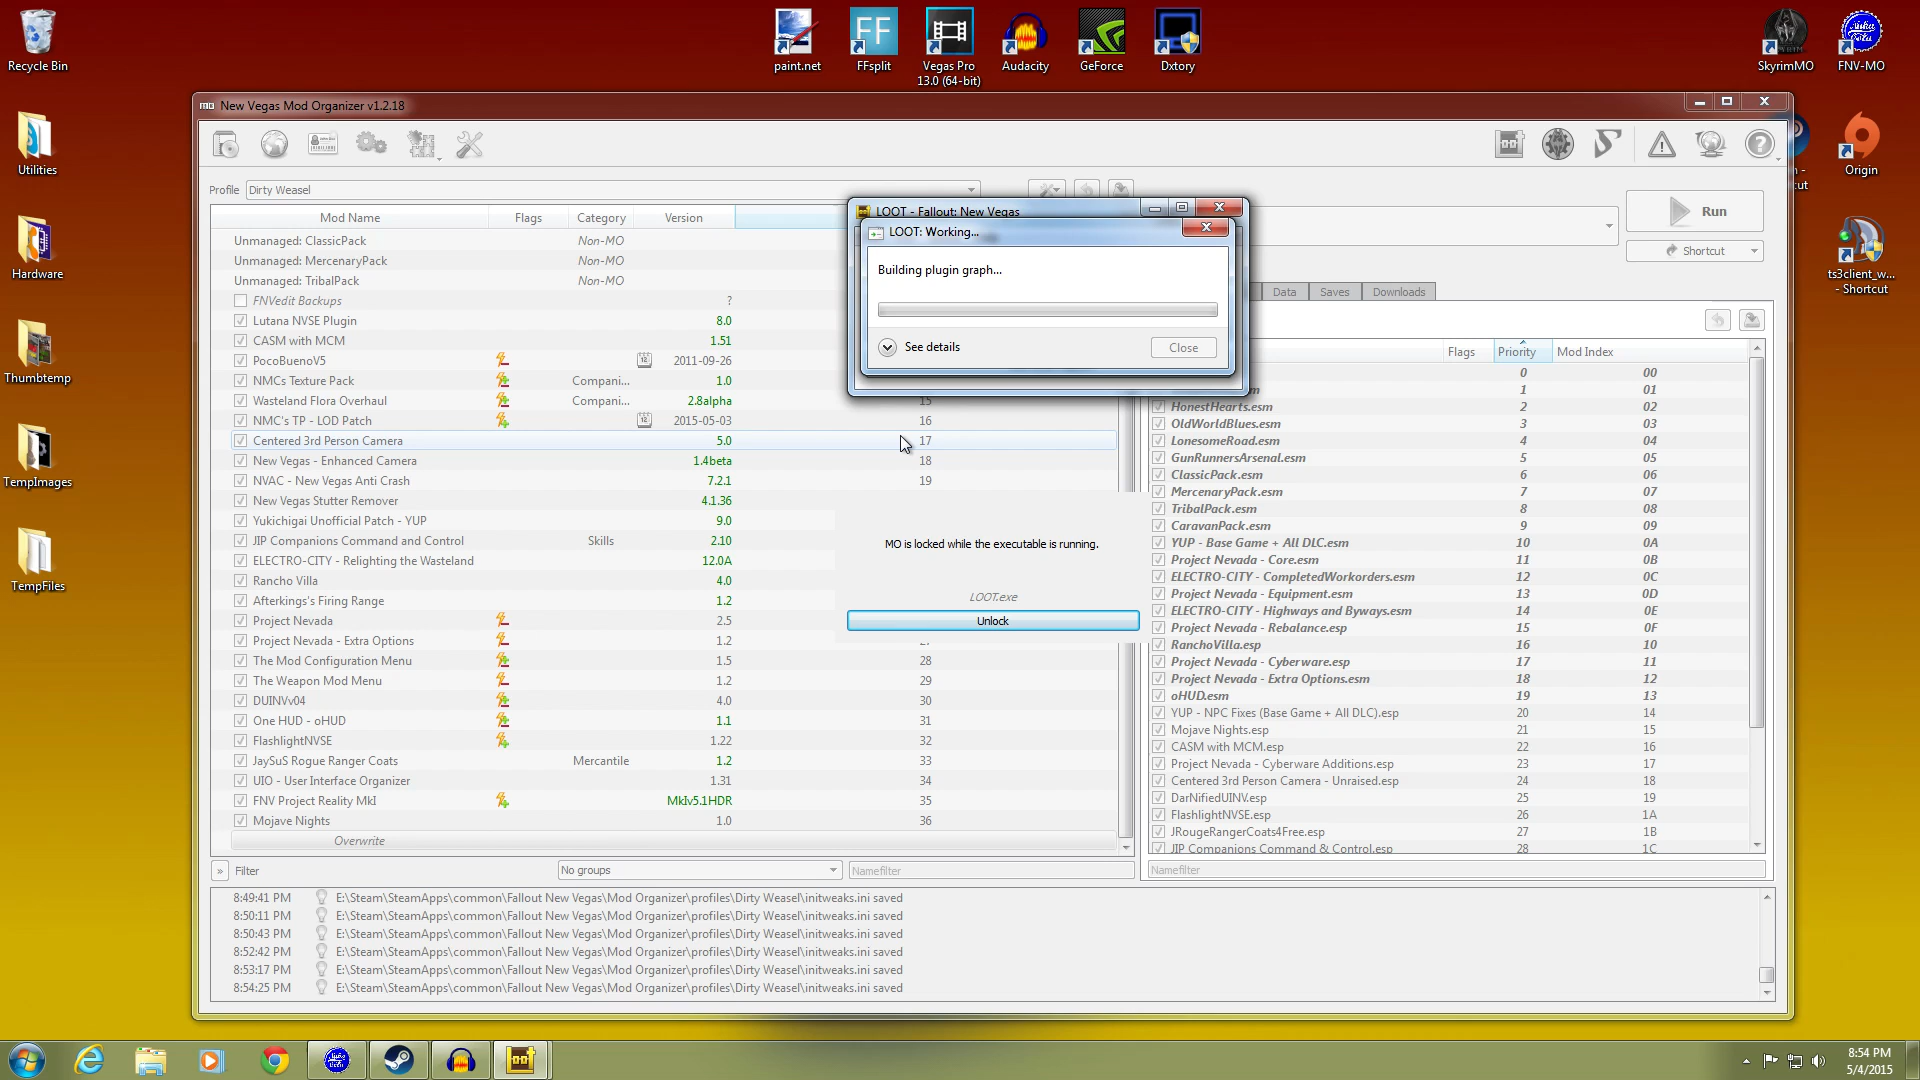 Recycle Bin
Utilities
Hardware
Thumbtemp
TempImages
TempFiles
paint.net
FFsplit
Vegas Pro
13.0 (64-bit)
Audacity
GeForce
Dxtory
SkyrimMO
FNV-MO
Origin
ts3client_w...
- Shortcut
New Vegas Mod Organizer v1.2.18
Profile Dirty Weasel
Mod Name Flags Category Version
Unmanaged: ClassicPack Non-MO
Unmanaged: MercenaryPack Non-MO
Unmanaged: TribalPack Non-MO
FNVedit Backups ?
Lutana NVSE Plugin 8.0
CASM with MCM 1.51
PocoBuenoV5 2011-09-26
NMCs Texture Pack Compani... 1.0
Wasteland Flora Overhaul Compani... 2.8alpha 15
NMC's TP - LOD Patch 2015-05-03 16
Centered 3rd Person Camera 5.0 17
New Vegas - Enhanced Camera 1.4beta 18
NVAC - New Vegas Anti Crash 7.2.1 19
New Vegas Stutter Remover 4.1.36
Yukichigai Unofficial Patch - YUP 9.0
JIP Companions Command and Control Skills 2.10
ELECTRO-CITY - Relighting the Wasteland 12.0A
Rancho Villa 4.0
Afterkings's Firing Range 1.2
Project Nevada 2.5
Project Nevada - Extra Options 1.2
The Mod Configuration Menu 1.5 28
The Weapon Mod Menu 1.2 29
DUINVv04 4.0 30
One HUD - oHUD 1.1 31
FlashlightNVSE 1.22 32
JaySuS Rogue Ranger Coats Mercantile 1.2 33
UIO - User Interface Organizer 1.31 34
FNV Project Reality MkI MkIv5.1HDR 35
Mojave Nights 1.0 36
Overwrite
» Filter No groups Namefilter
LOOT - Fallout: New Vegas
LOOT: Working...
Building plugin graph...
See details Close
MO is locked while the executable is running.
LOOT.exe
Unlock
Run
Shortcut
Data Saves Downloads
Flags Priority Mod Index
0 00
1 01
HonestHearts.esm 2 02
OldWorldBlues.esm 3 03
LonesomeRoad.esm 4 04
GunRunnersArsenal.esm 5 05
ClassicPack.esm 6 06
MercenaryPack.esm 7 07
TribalPack.esm 8 08
CaravanPack.esm 9 09
YUP - Base Game + All DLC.esm 10 0A
Project Nevada - Core.esm 11 0B
ELECTRO-CITY - CompletedWorkorders.esm 12 0C
Project Nevada - Equipment.esm 13 0D
ELECTRO-CITY - Highways and Byways.esm 14 0E
Project Nevada - Rebalance.esp 15 0F
RanchoVilla.esp 16 10
Project Nevada - Cyberware.esp 17 11
Project Nevada - Extra Options.esm 18 12
oHUD.esm 19 13
YUP - NPC Fixes (Base Game + All DLC).esp 20 14
Mojave Nights.esp 21 15
CASM with MCM.esp 22 16
Project Nevada - Cyberware Additions.esp 23 17
Centered 3rd Person Camera - Unraised.esp 24 18
DarNifiedUINV.esp 25 19
FlashlightNVSE.esp 26 1A
JRougeRangerCoats4Free.esp 27 1B
JIP Companions Command & Control.esp 28 1C
Namefilter
8:49:41 PM E:\Steam\SteamApps\common\Fallout New Vegas\Mod Organizer\profiles\Dirty Weasel\initweaks.ini saved
8:50:11 PM E:\Steam\SteamApps\common\Fallout New Vegas\Mod Organizer\profiles\Dirty Weasel\initweaks.ini saved
8:50:43 PM E:\Steam\SteamApps\common\Fallout New Vegas\Mod Organizer\profiles\Dirty Weasel\initweaks.ini saved
8:52:42 PM E:\Steam\SteamApps\common\Fallout New Vegas\Mod Organizer\profiles\Dirty Weasel\initweaks.ini saved
8:53:17 PM E:\Steam\SteamApps\common\Fallout New Vegas\Mod Organizer\profiles\Dirty Weasel\initweaks.ini saved
8:54:25 PM E:\Steam\SteamApps\common\Fallout New Vegas\Mod Organizer\profiles\Dirty Weasel\initweaks.ini saved
8:54 PM
5/4/2015